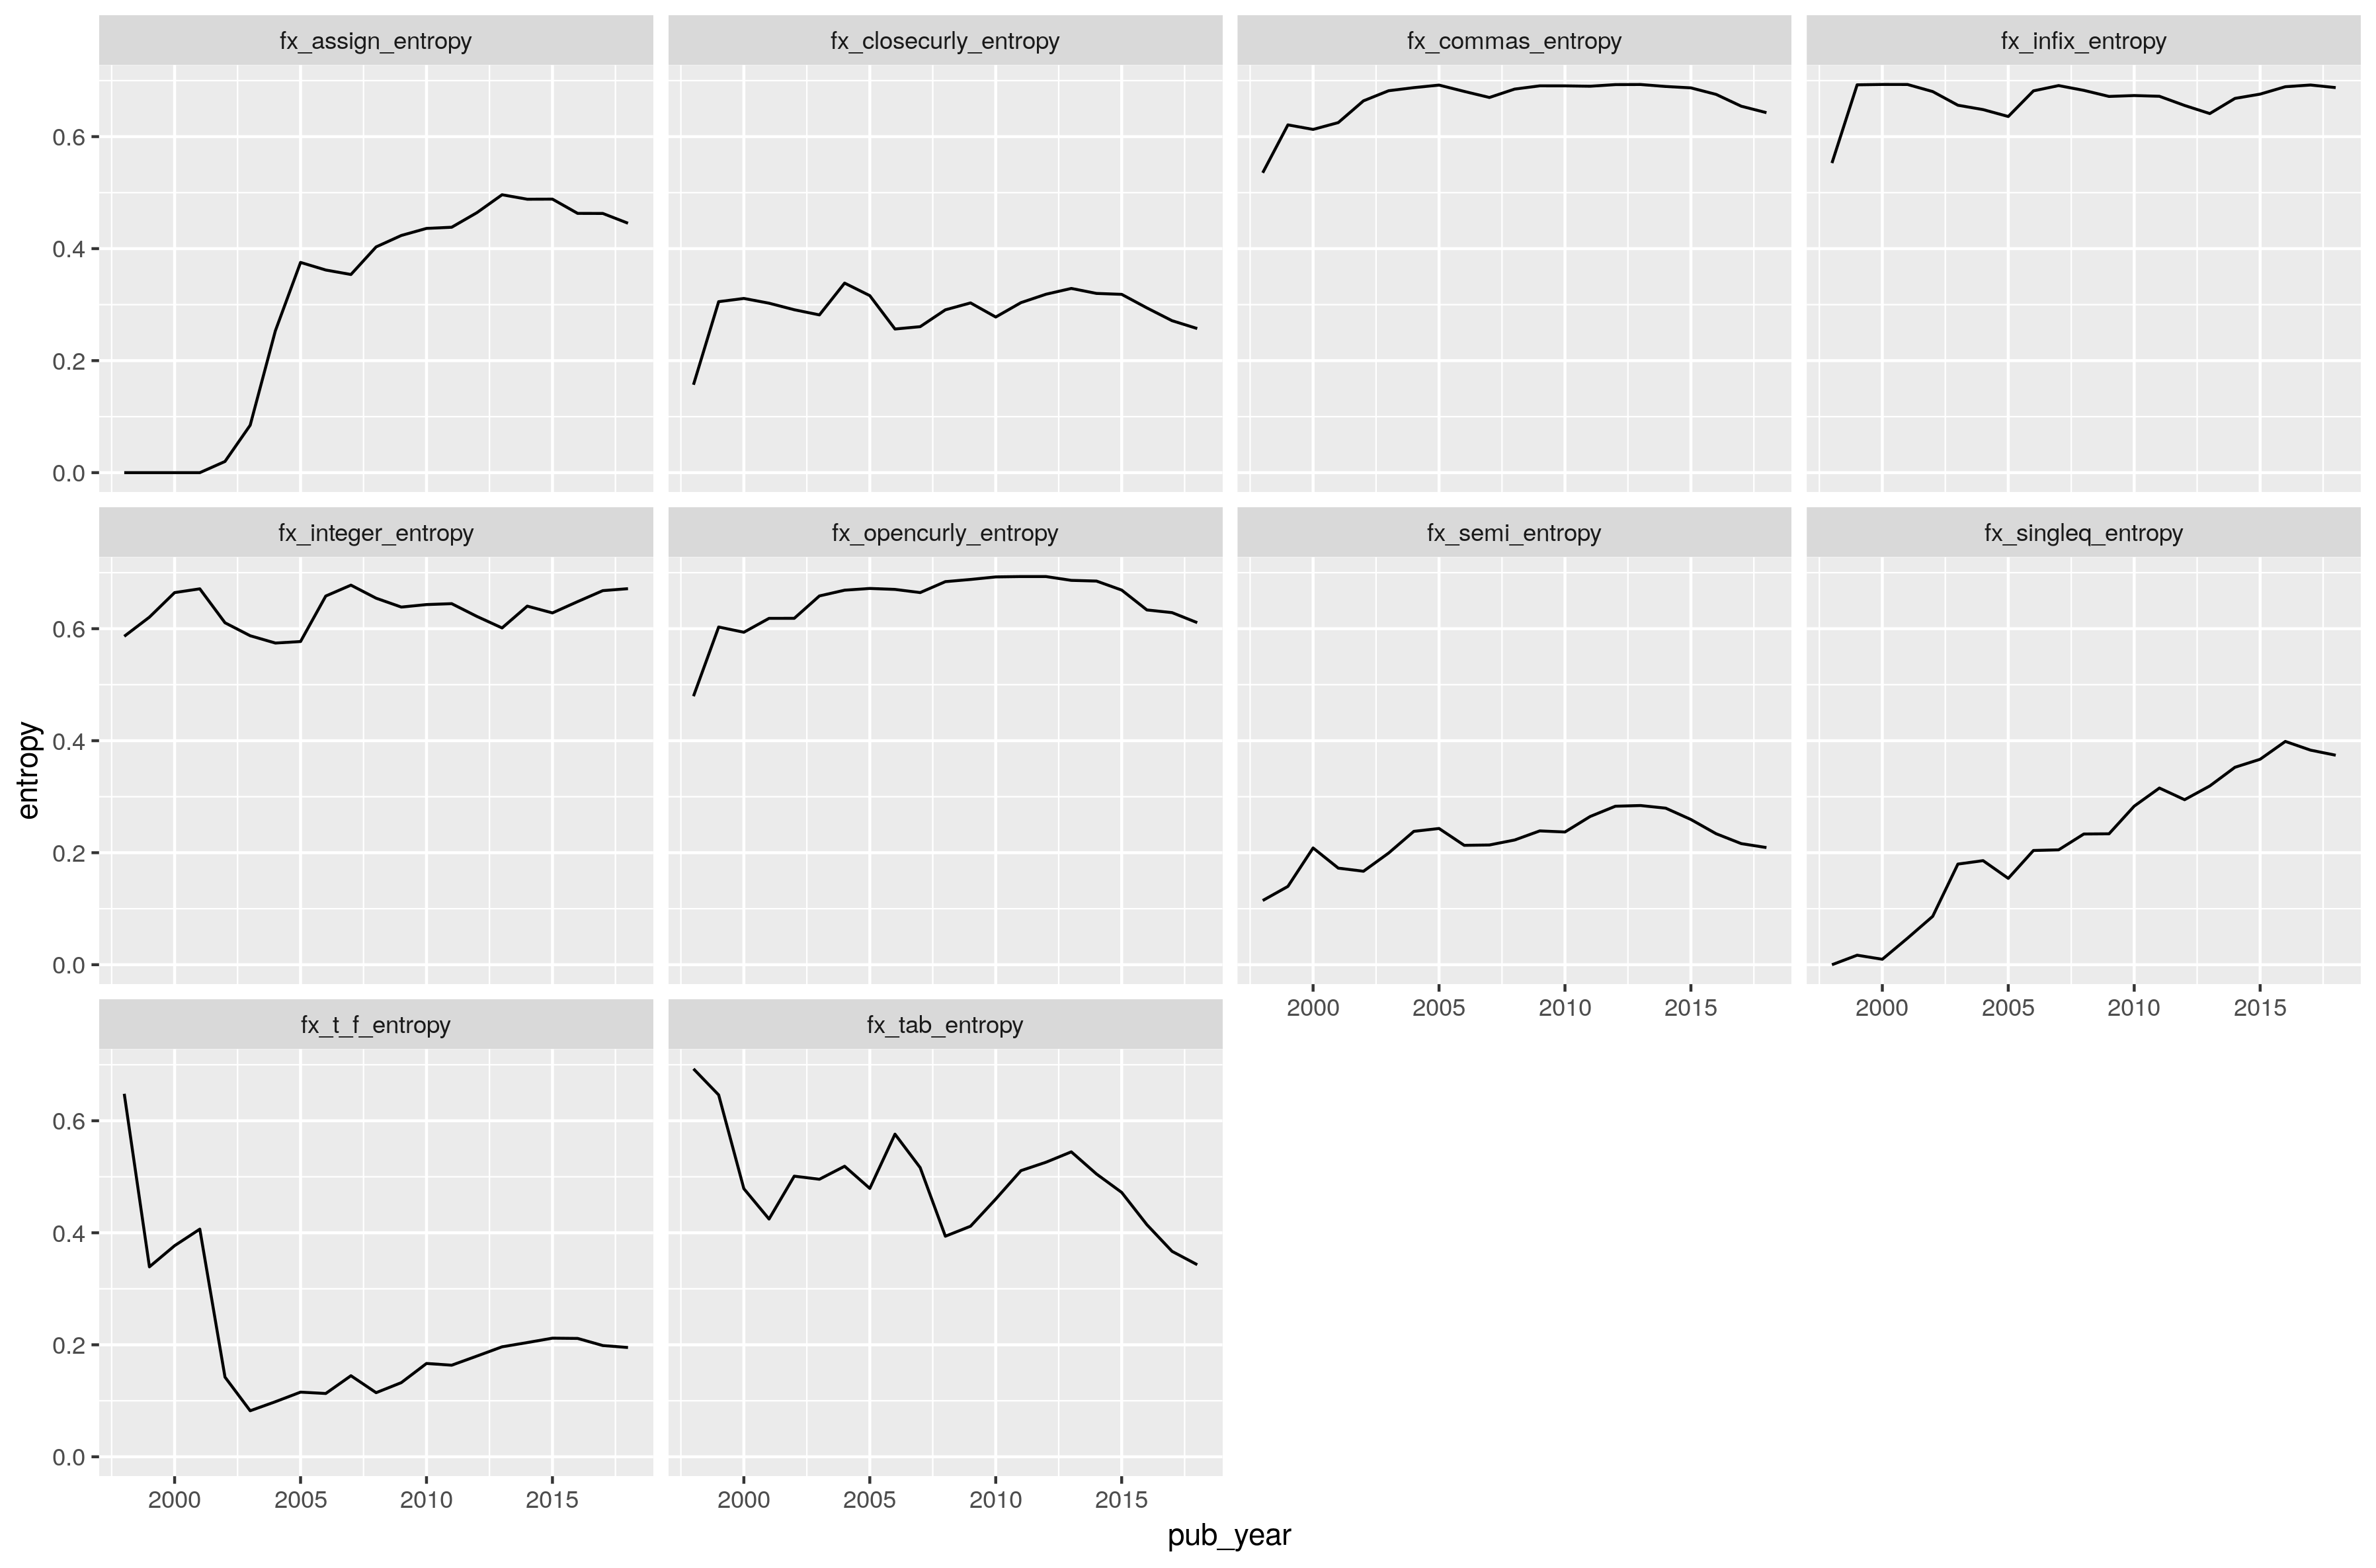 fx_assign_entropy fx_closecurly_entropy fx_commas_entropy fx_infix_entropy
0.6
0.4
0.2
0.0
fx_integer_entropy fx_opencurly_entropy fx_semi_entropy fx_singleq_entropy
0.6
0.4
0.2
0.0
2000 2005 2010 2015 2000 2005 2010 2015
fx_t_f_entropy fx_tab_entropy
0.6
0.4
0.2
0.0
2000 2005 2010 2015 2000 2005 2010 2015
pub_year
entropy